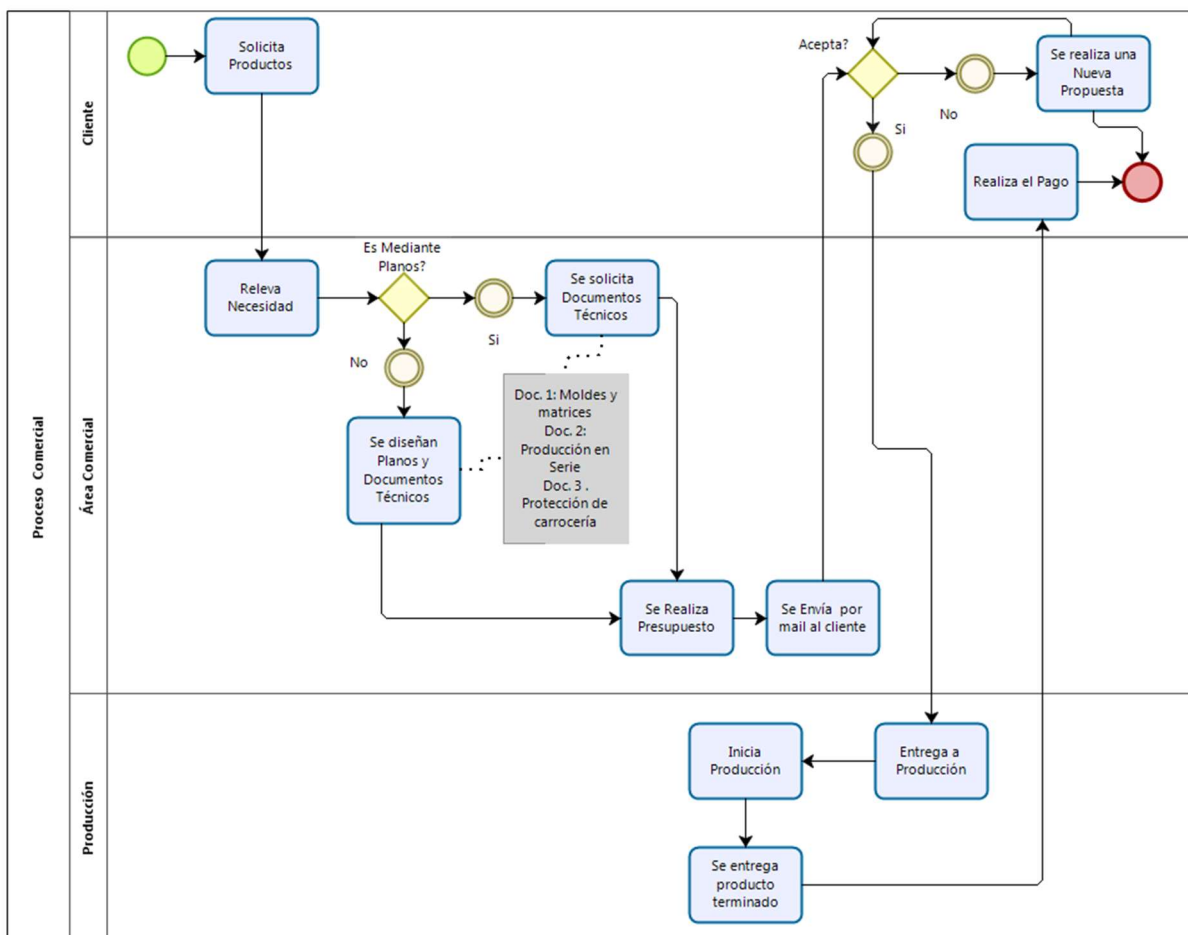 Proceso  Comercial
Cliente
Solicita
Productos
Acepta?
No
Si
Se realiza una
Nueva
Propuesta
Realiza el Pago
Área Comercial
Releva
Necesidad
Es Mediante
Planos?
Si
No
Se solicita
Documentos
Técnicos
Se diseñan
Planos y
Documentos
Técnicos
Doc. 1: Moldes y
matrices
Doc. 2:
Producción en
Serie
Doc. 3 .
Protección de
carrocería
Se Realiza
Presupuesto
Se Envía  por
mail al cliente
Producción
Inicia
Producción
Entrega a
Producción
Se entrega
producto
terminado